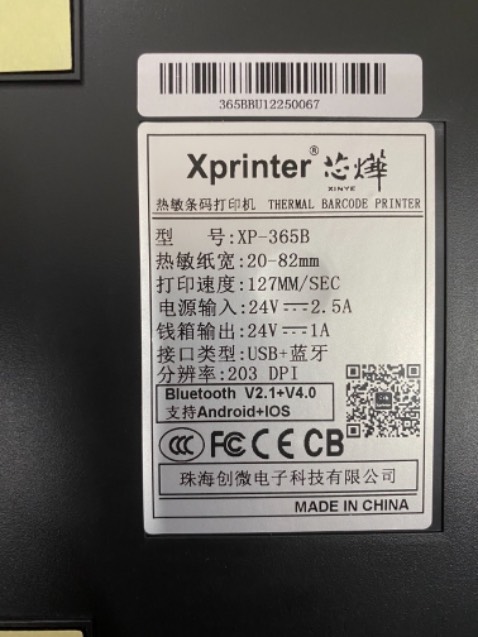 365BBU12250067
Xprinter® 芯烨
XINYE
热敏条码打印机 THERMAL BARCODE PRINTER
型 号:XP-365B
热敏纸宽:20-82mm
打印速度:127MM/SEC
电源输入:24V⎓2.5A
钱箱输出:24V⎓1A
接口类型:USB+蓝牙
分辨率:203 DPI
Bluetooth V2.1+V4.0
支持Android+IOS
CCC FC CE CB
珠海创微电子科技有限公司
MADE IN CHINA